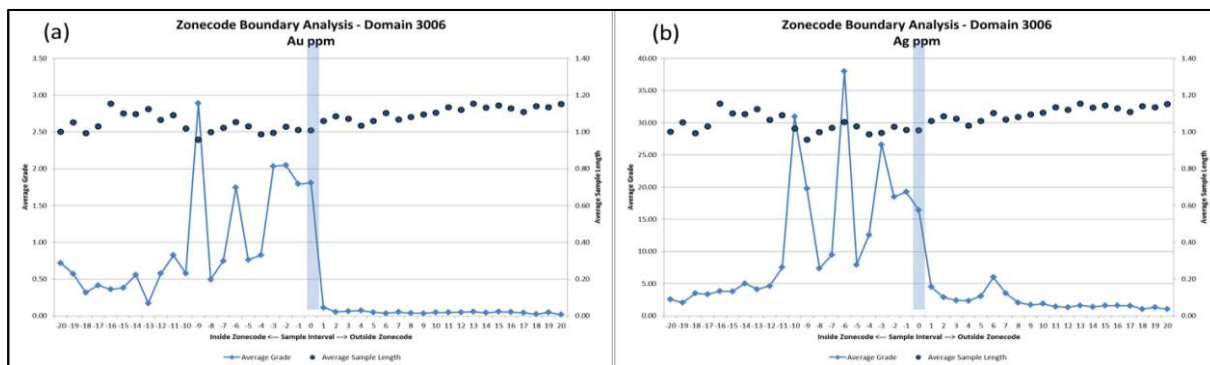 (a)
Zonecode Boundary Analysis - Domain 3006
Au ppm
3.50
3.00
2.50
2.00
1.50
1.00
0.50
0.00
Average Grade
1.40
1.20
1.00
0.80
0.60
0.40
0.20
0.00
Average Sample Length
-20 -19 -18 -17 -16 -15 -14 -13 -12 -11 -10 -9 -8 -7 -6 -5 -4 -3 -2 -1 0 1 2 3 4 5 6 7 8 9 10 11 12 13 14 15 16 17 18 19 20
Inside Zonecode <--- Sample Interval ---> Outside Zonecode
Average Grade Average Sample Length
(b)
Zonecode Boundary Analysis - Domain 3006
Ag ppm
40.00
35.00
30.00
25.00
20.00
15.00
10.00
5.00
0.00
Average Grade
1.40
1.20
1.00
0.80
0.60
0.40
0.20
0.00
Average Sample Length
-20 -19 -18 -17 -16 -15 -14 -13 -12 -11 -10 -9 -8 -7 -6 -5 -4 -3 -2 -1 0 1 2 3 4 5 6 7 8 9 10 11 12 13 14 15 16 17 18 19 20
Inside Zonecode <--- Sample Interval ---> Outside Zonecode
Average Grade Average Sample Length